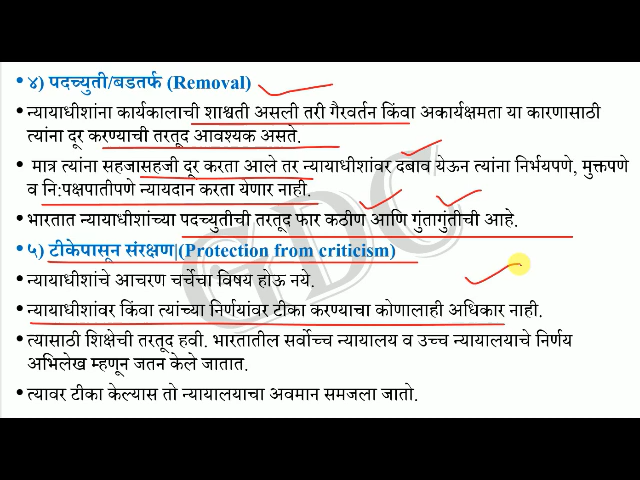 • ४) पदच्युती/बडतर्फ (Removal)
• न्यायाधीशांना कार्यकालाची शाश्वती असली तरी गैरवर्तन किंवा अकार्यक्षमता या कारणासाठी
त्यांना दूर करण्याची तरतूद आवश्यक असते.
• मात्र त्यांना सहजासहजी दूर करता आले तर न्यायाधीशांवर दबाव येऊन त्यांना निर्भयपणे, मुक्तपणे
व नि:पक्षपातीपणे न्यायदान करता येणार नाही.
• भारतात न्यायाधीशांच्या पदच्युतीची तरतूद फार कठीण आणि गुंतागुंतीची आहे.
• ५) टीकेपासून संरक्षण(Protection from criticism)
• न्यायाधीशांचे आचरण चर्चेचा विषय होऊ नये.
• न्यायाधीशांवर किंवा त्यांच्या निर्णयांवर टीका करण्याचा कोणालाही अधिकार नाही.
• त्यासाठी शिक्षेची तरतूद हवी. भारतातील सर्वोच्च न्यायालय व उच्च न्यायालयाचे निर्णय
अभिलेख म्हणून जतन केले जातात.
• त्यावर टीका केल्यास तो न्यायालयाचा अवमान समजला जातो.
GDC